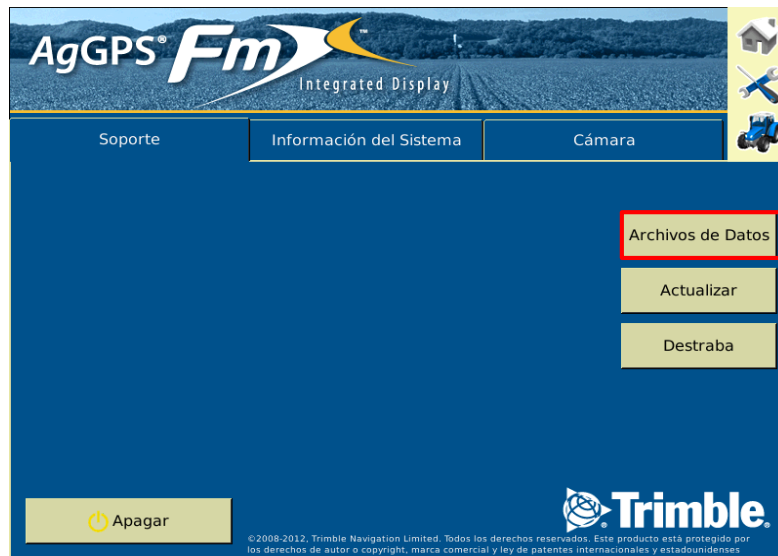 AgGPS® Fmx™
Integrated Display
Soporte
Información del Sistema
Cámara
Archivos de Datos
Actualizar
Destraba
Apagar
Trimble.
©2008-2012, Trimble Navigation Limited. Todos los derechos reservados. Este producto está protegido por
los derechos de autor o copyright, marca comercial y ley de patentes internacionales y estadounidenses